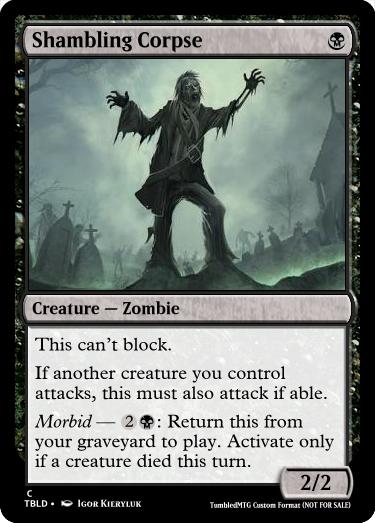 Shambling Corpse
Creature — Zombie
This can't block.
If another creature you control
attacks, this must also attack if able.
Morbid — 2: Return this from
your graveyard to play. Activate only
if a creature died this turn.
2/2
C
TBLD • Igor Kieryluk
TumbledMTG Custom Format (NOT FOR SALE)